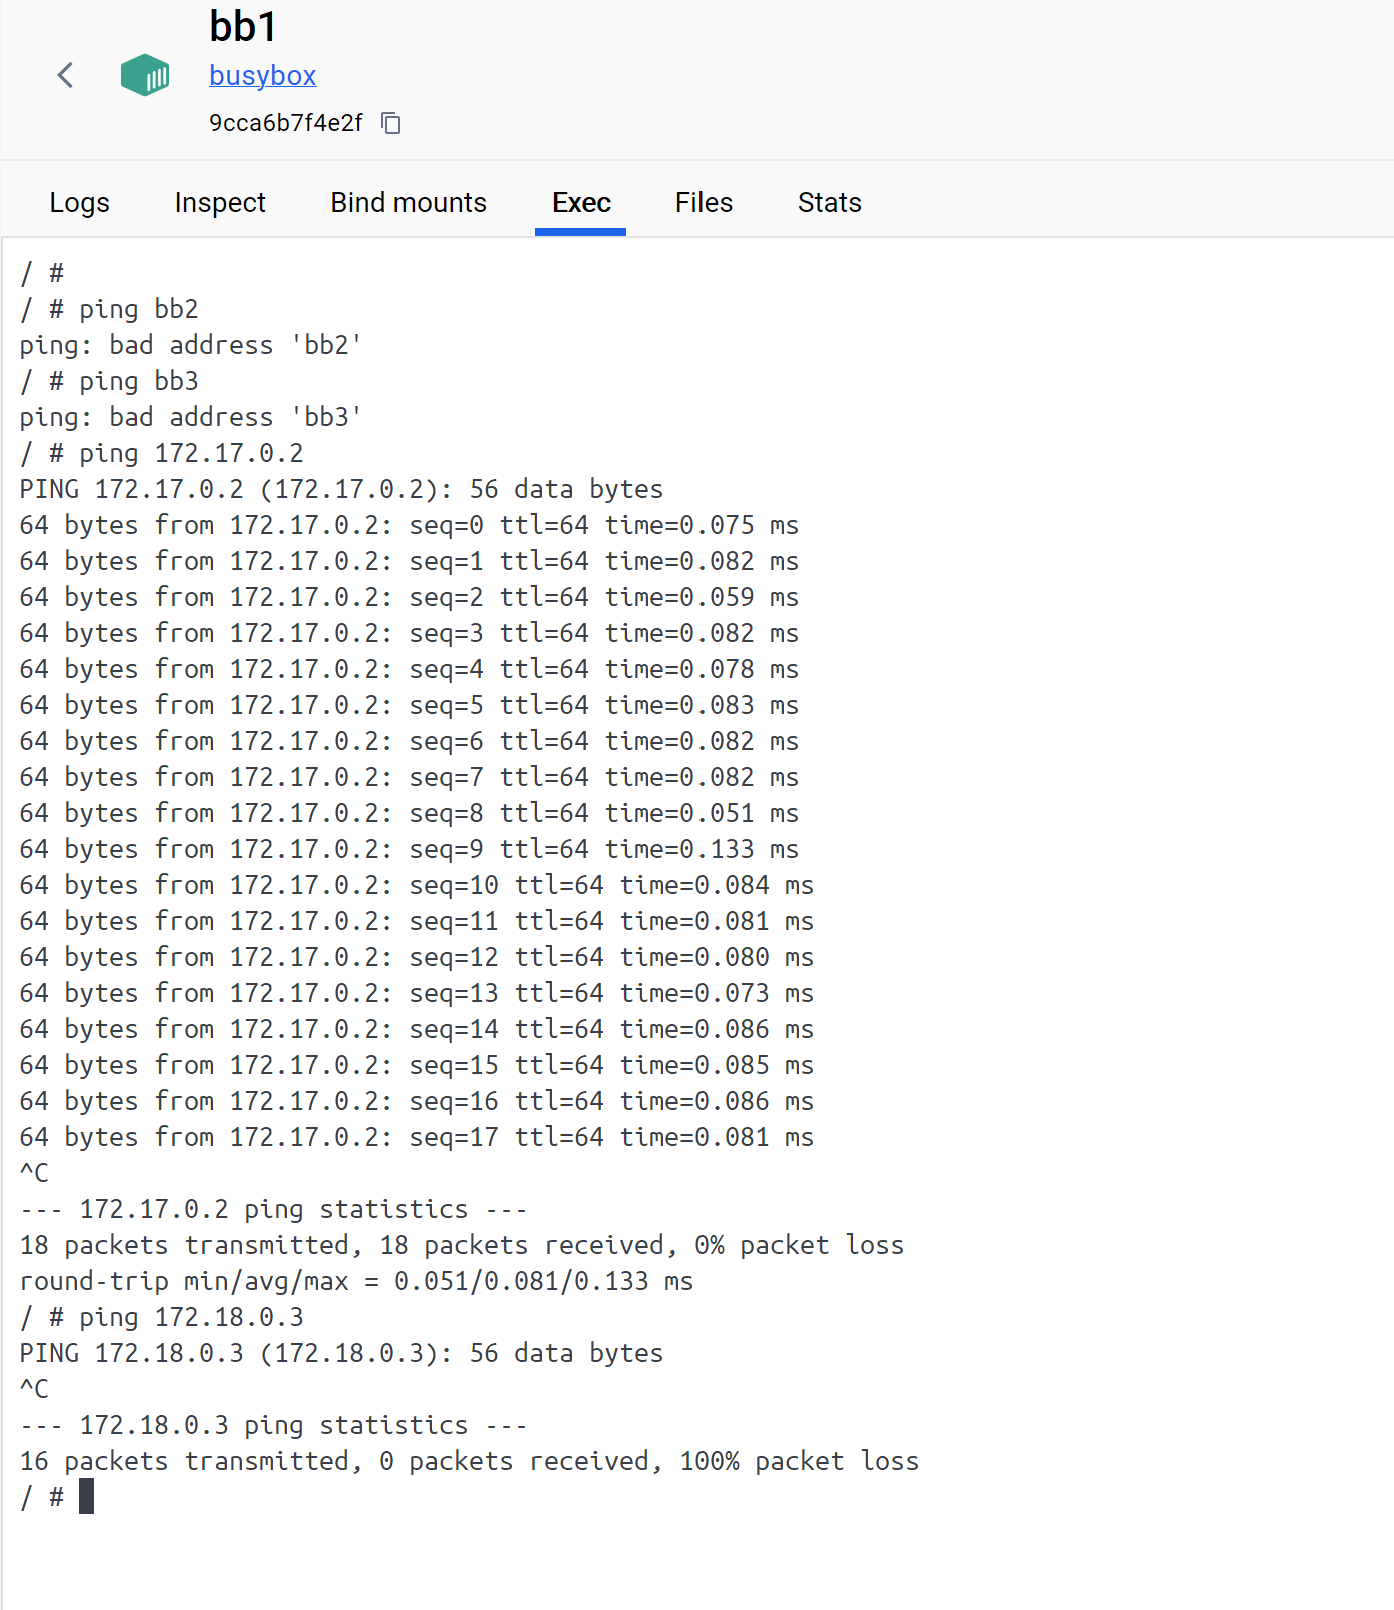 bb1
busybox
9cca6b7f4e2f
Logs Inspect Bind mounts Exec Files Stats
/ #
/ # ping bb2
ping: bad address 'bb2'
/ # ping bb3
ping: bad address 'bb3'
/ # ping 172.17.0.2
PING 172.17.0.2 (172.17.0.2): 56 data bytes
64 bytes from 172.17.0.2: seq=0 ttl=64 time=0.075 ms
64 bytes from 172.17.0.2: seq=1 ttl=64 time=0.082 ms
64 bytes from 172.17.0.2: seq=2 ttl=64 time=0.059 ms
64 bytes from 172.17.0.2: seq=3 ttl=64 time=0.082 ms
64 bytes from 172.17.0.2: seq=4 ttl=64 time=0.078 ms
64 bytes from 172.17.0.2: seq=5 ttl=64 time=0.083 ms
64 bytes from 172.17.0.2: seq=6 ttl=64 time=0.082 ms
64 bytes from 172.17.0.2: seq=7 ttl=64 time=0.082 ms
64 bytes from 172.17.0.2: seq=8 ttl=64 time=0.051 ms
64 bytes from 172.17.0.2: seq=9 ttl=64 time=0.133 ms
64 bytes from 172.17.0.2: seq=10 ttl=64 time=0.084 ms
64 bytes from 172.17.0.2: seq=11 ttl=64 time=0.081 ms
64 bytes from 172.17.0.2: seq=12 ttl=64 time=0.080 ms
64 bytes from 172.17.0.2: seq=13 ttl=64 time=0.073 ms
64 bytes from 172.17.0.2: seq=14 ttl=64 time=0.086 ms
64 bytes from 172.17.0.2: seq=15 ttl=64 time=0.085 ms
64 bytes from 172.17.0.2: seq=16 ttl=64 time=0.086 ms
64 bytes from 172.17.0.2: seq=17 ttl=64 time=0.081 ms
^C
--- 172.17.0.2 ping statistics ---
18 packets transmitted, 18 packets received, 0% packet loss
round-trip min/avg/max = 0.051/0.081/0.133 ms
/ # ping 172.18.0.3
PING 172.18.0.3 (172.18.0.3): 56 data bytes
^C
--- 172.18.0.3 ping statistics ---
16 packets transmitted, 0 packets received, 100% packet loss
/ #